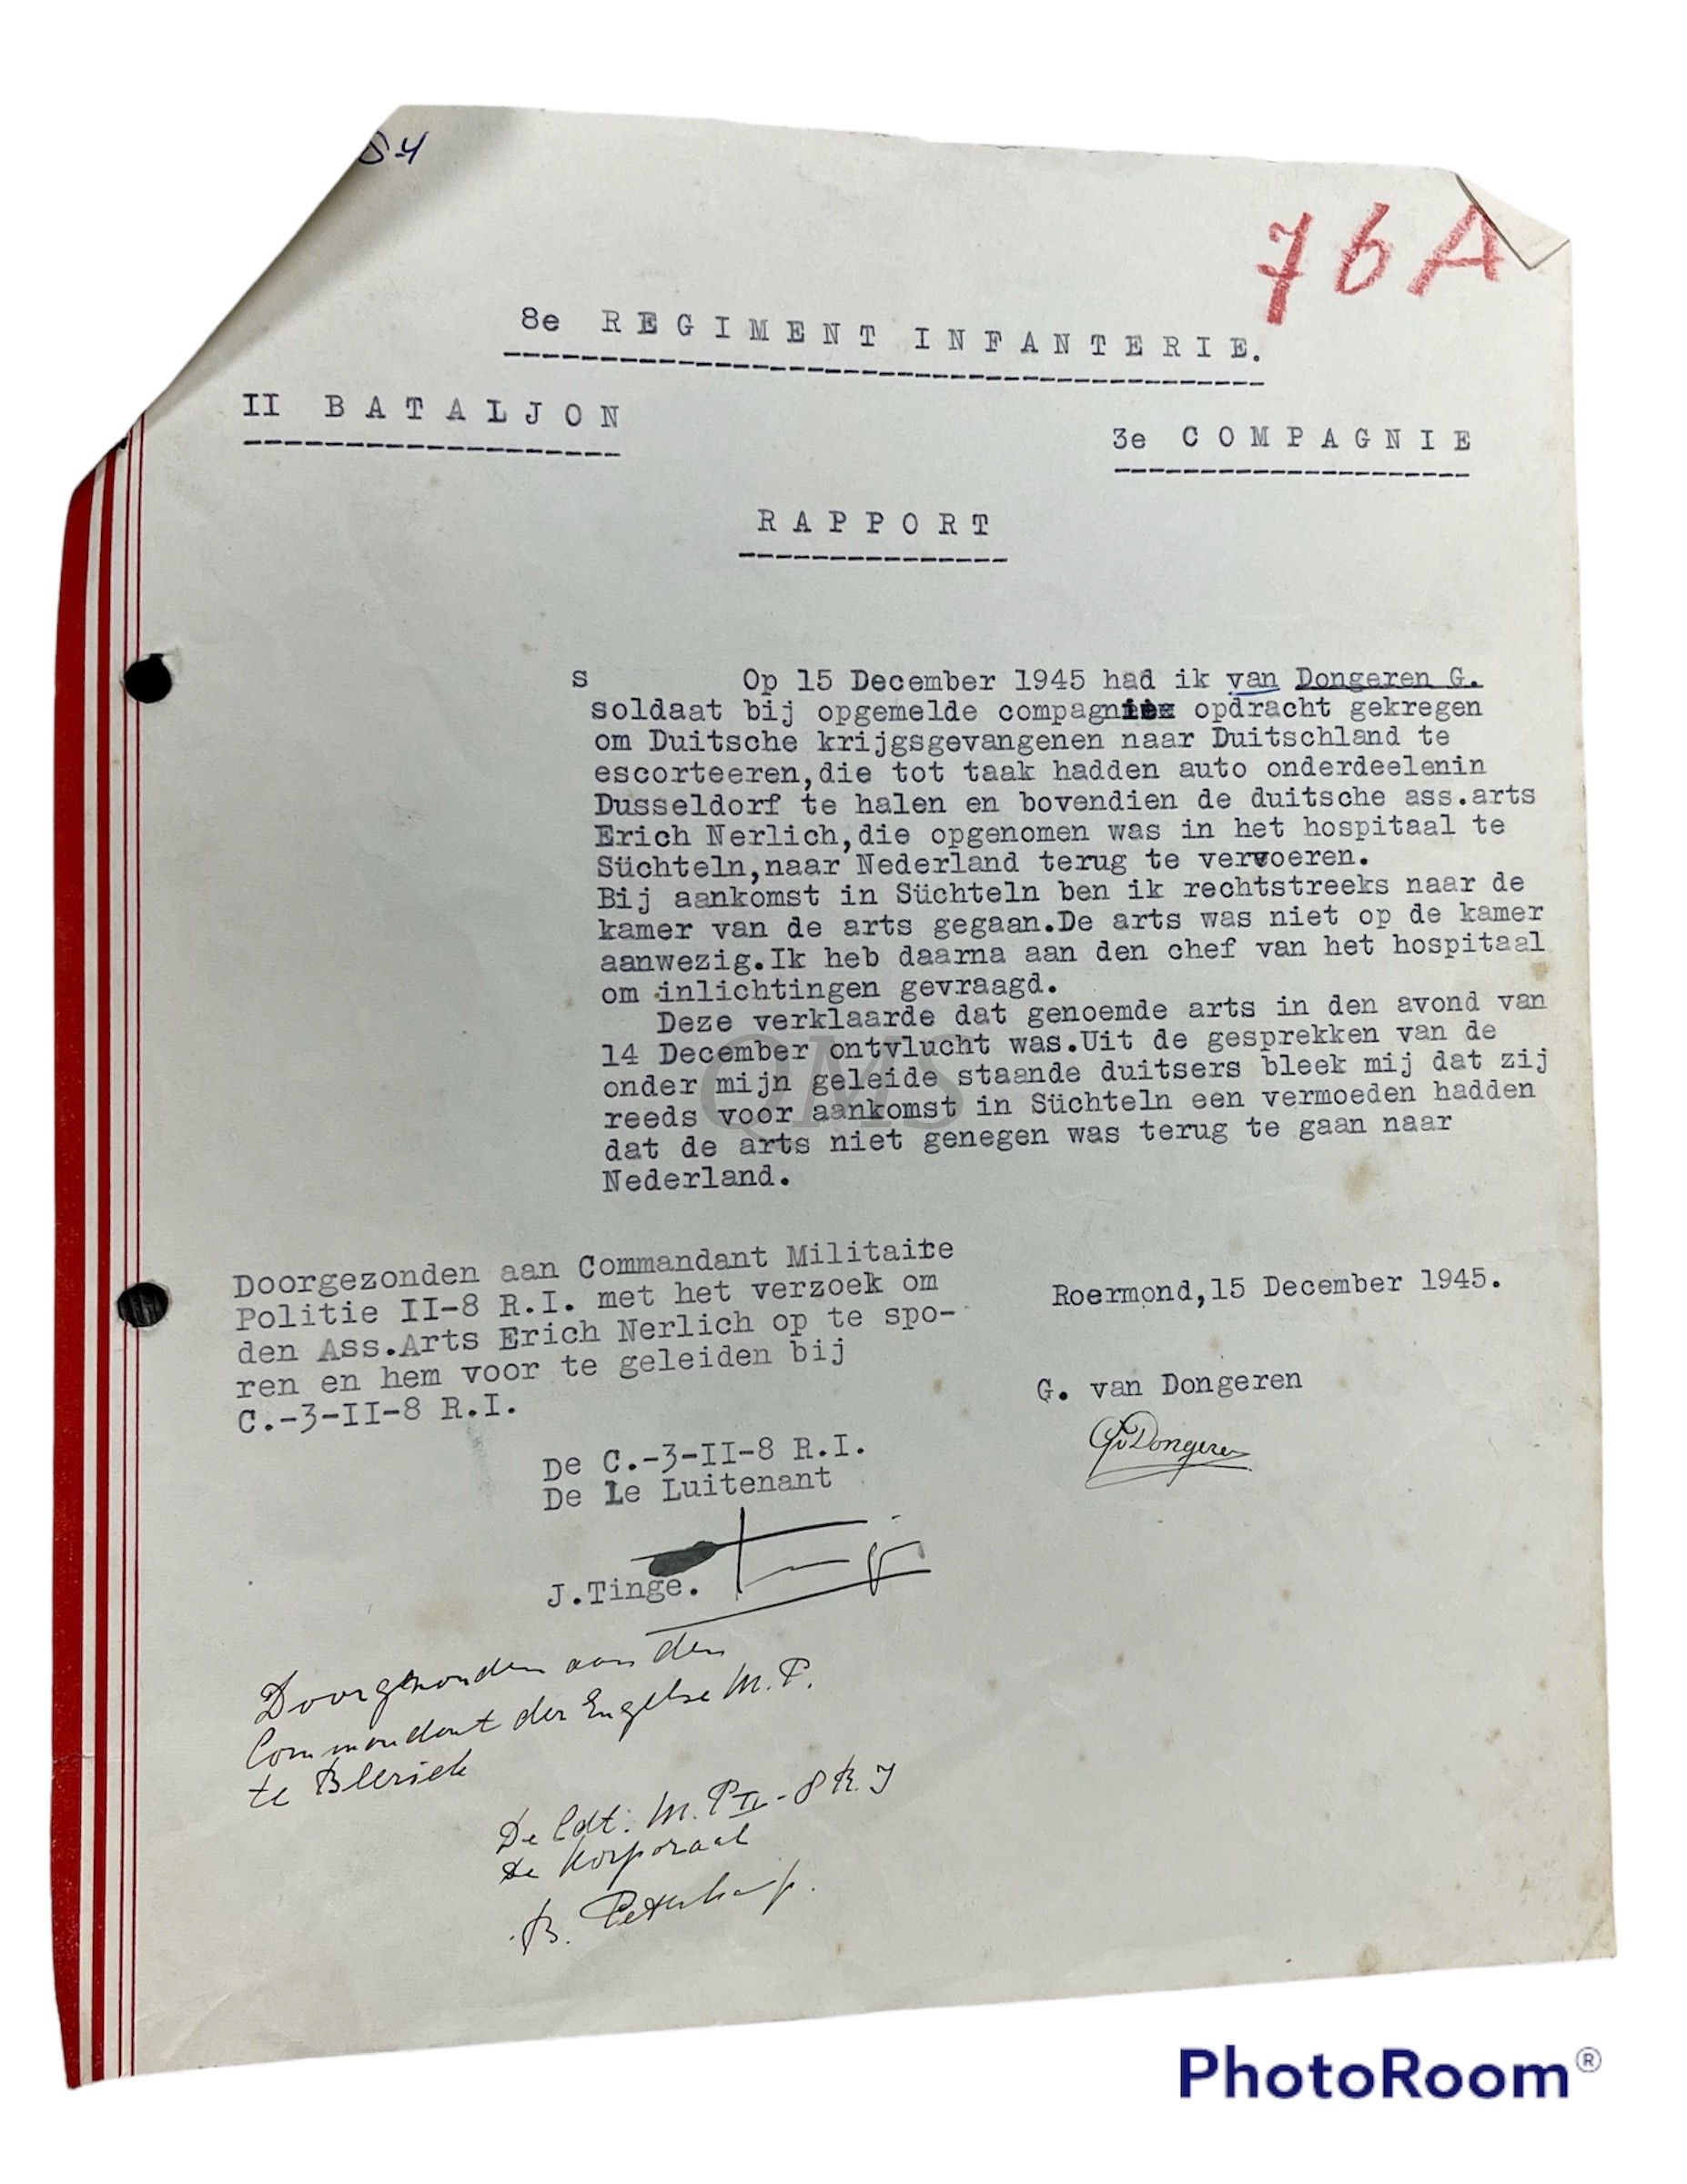 84
76A
8e REGIMENT INFANTERIE.
II BATALJON
3e COMPAGNIE
RAPPORT
s Op 15 December 1945 had ik van Dongeren G.
soldaat bij opgemelde compagnie opdracht gekregen
om Duitsche krijgsgevangenen naar Duitschland te
escorteeren,die tot taak hadden auto onderdeelenin
Dusseldorf te halen en bovendien de duitsche ass.arts
Erich Nerlich,die opgenomen was in het hospitaal te
Süchteln,naar Nederland terug te vervoeren.
Bij aankomst in Süchteln ben ik rechtstreeks naar de
kamer van de arts gegaan.De arts was niet op de kamer
aanwezig.Ik heb daarna aan den chef van het hospitaal
om inlichtingen gevraagd.
Deze verklaarde dat genoemde arts in den avond van
14 December ontvlucht was.Uit de gesprekken van de
onder mijn geleide staande duitsers bleek mij dat zij
reeds voor aankomst in Süchteln een vermoeden hadden
dat de arts niet genegen was terug te gaan naar
Nederland.
QMS
Doorgezonden aan Commandant Militaire
Politie II-8 R.I. met het verzoek om
den Ass.Arts Erich Nerlich op te spo-
ren en hem voor te geleiden bij
C.-3-II-8 R.I.
Roermond,15 December 1945.
G. van Dongeren
GvDongeren
De C.-3-II-8 R.I.
De 1e Luitenant
J.Tinge.
Doorgezonden aan den
Commandant der Engelse M.P.
te Blerick
De Cdt. M.P II-8 R.I
de Korporaal
B. Peterkamp.
PhotoRoom®